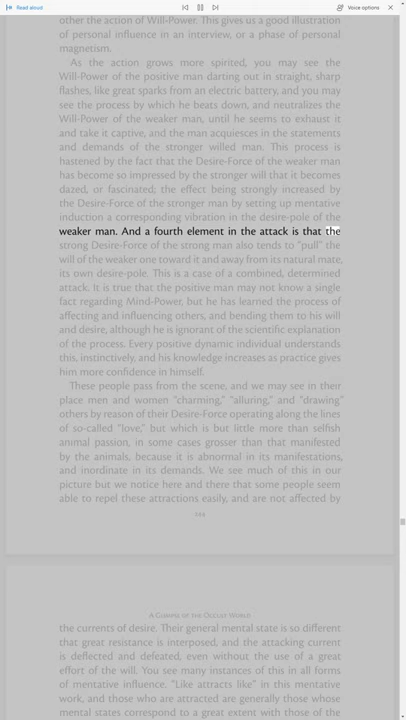 Read aloud
Voice options
other the action of Will-Power. This gives us a good illustration
of personal influence in an interview, or a phase of personal
magnetism.
As the action grows more spirited, you may see the
Will-Power of the positive man darting out in straight, sharp
flashes, like great sparks from an electric battery, and you may
see the process by which he beats down, and neutralizes the
Will-Power of the weaker man, until he seems to exhaust it
and take it captive, and the man acquiesces in the statements
and demands of the stronger willed man. This process is
hastened by the fact that the Desire-Force of the weaker man
has become so impressed by the stronger will that it becomes
dazed, or fascinated; the effect being strongly increased by
the Desire-Force of the stronger man by setting up mentative
induction a corresponding vibration in the desire-pole of the
weaker man. And a fourth element in the attack is that the
strong Desire-Force of the strong man also tends to "pull" the
will of the weaker one toward it and away from its natural mate,
its own desire-pole. This is a case of a combined, determined
attack. It is true that the positive man may not know a single
fact regarding Mind-Power, but he has learned the process of
affecting and influencing others, and bending them to his will
and desire, although he is ignorant of the scientific explanation
of the process. Every positive dynamic individual understands
this, instinctively, and his knowledge increases as practice gives
him more confidence in himself.
These people pass from the scene, and we may see in their
place men and women "charming," "alluring," and "drawing"
others by reason of their Desire-Force operating along the lines
of so-called "love," but which is but little more than selfish
animal passion, in some cases grosser than that manifested
by the animals, because it is abnormal in its manifestations,
and inordinate in its demands. We see much of this in our
picture but we notice here and there that some people seem
able to repel these attractions easily, and are not affected by
A Glimpse of the Occult World
the currents of desire. Their general mental state is so different
that great resistance is interposed, and the attacking current
is deflected and defeated, even without the use of a great
effort of the will. You see many instances of this in all forms
of mentative influence. "Like attracts like" In this mentative
work, and those who are attracted are generally those whose
mental states correspond to a great extent with those of the